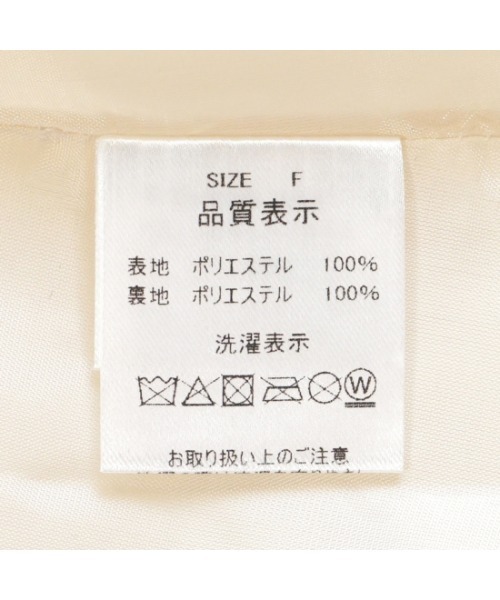 SIZE F
品質表示
表地 ポリエステル 100%
裏地 ポリエステル 100%
洗濯表示
W
お取り扱い上のご注意